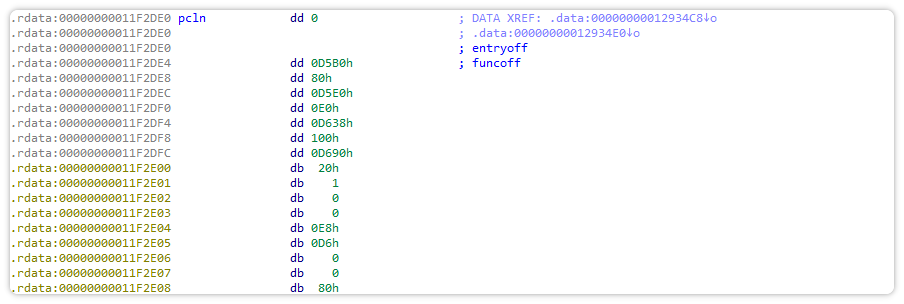 .rdata:00000000011F2DE0 pcln dd 0 ; DATA XREF: .data:00000000012934C8↓o
.rdata:00000000011F2DE0 ; .data:00000000012934E0↓o
.rdata:00000000011F2DE0 ; entryoff
.rdata:00000000011F2DE4 dd 0D5B0h ; funcoff
.rdata:00000000011F2DE8 dd 80h
.rdata:00000000011F2DEC dd 0D5E0h
.rdata:00000000011F2DF0 dd 0E0h
.rdata:00000000011F2DF4 dd 0D638h
.rdata:00000000011F2DF8 dd 100h
.rdata:00000000011F2DFC dd 0D690h
.rdata:00000000011F2E00 db 20h
.rdata:00000000011F2E01 db 1
.rdata:00000000011F2E02 db 0
.rdata:00000000011F2E03 db 0
.rdata:00000000011F2E04 db 0E8h
.rdata:00000000011F2E05 db 0D6h
.rdata:00000000011F2E06 db 0
.rdata:00000000011F2E07 db 0
.rdata:00000000011F2E08 db 80h